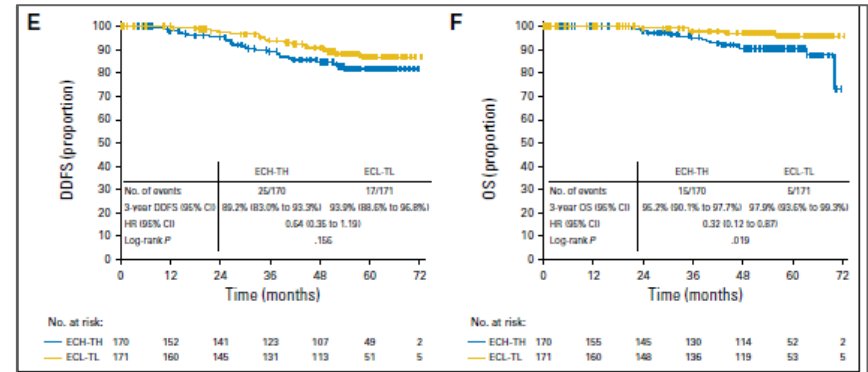 E
DDFS (proportion)
100
90
80
70
60
50
40
30
20
10
0
ECH-TH ECL-TL
No. of events 25/170 17/171
3-year DDFS (95% CI) 89.2% (83.0% to 93.3%) 93.9% (88.6% to 96.8%)
HR (95% CI) 0.64 (0.35 to 1.19)
Log-rank P .156
0 12 24 36 48 60 72
Time (months)
No. at risk:
ECH-TH 170 152 141 123 107 49 2
ECL-TL 171 160 145 131 113 51 5
F
OS (proportion)
100
90
80
70
60
50
40
30
20
10
0
ECH-TH ECL-TL
No. of events 15/170 5/171
3-year OS (95% CI) 95.2% (90.1% to 97.7%) 97.9% (93.6% to 99.3%)
HR (95% CI) 0.32 (0.12 to 0.87)
Log-rank P .019
0 12 24 36 48 60 72
Time (months)
No. at risk:
ECH-TH 170 155 145 130 114 52 2
ECL-TL 171 160 148 136 119 53 5